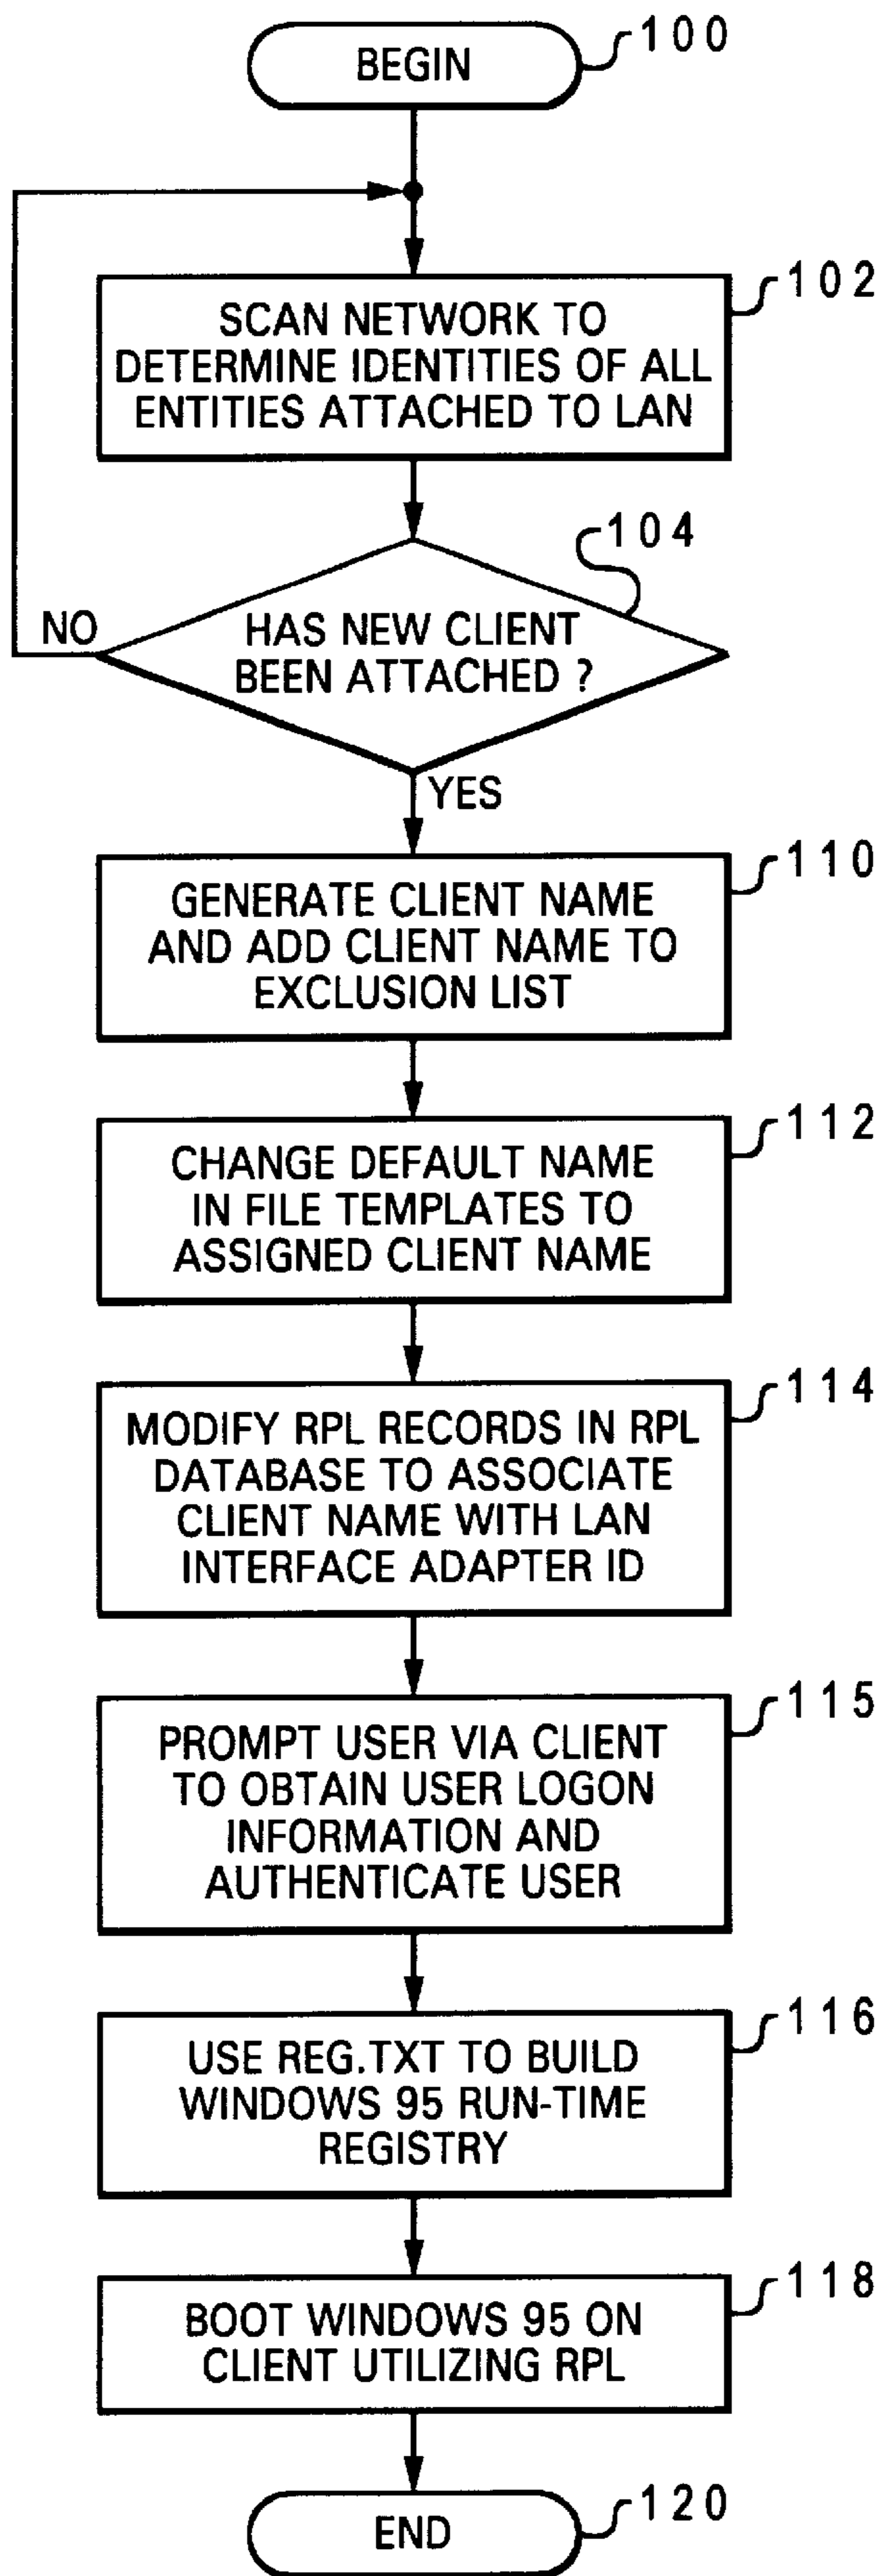 BEGIN
100
SCAN NETWORK TO
DETERMINE IDENTITIES OF ALL
ENTITIES ATTACHED TO LAN
102
104
HAS NEW CLIENT
BEEN ATTACHED ?
NO
YES
GENERATE CLIENT NAME
AND ADD CLIENT NAME TO
EXCLUSION LIST
110
CHANGE DEFAULT NAME
IN FILE TEMPLATES TO
ASSIGNED CLIENT NAME
112
MODIFY RPL RECORDS IN RPL
DATABASE TO ASSOCIATE
CLIENT NAME WITH LAN
INTERFACE ADAPTER ID
114
PROMPT USER VIA CLIENT
TO OBTAIN USER LOGON
INFORMATION AND
AUTHENTICATE USER
115
USE REG.TXT TO BUILD
WINDOWS 95 RUN-TIME
REGISTRY
116
BOOT WINDOWS 95 ON
CLIENT UTILIZING RPL
118
END
120